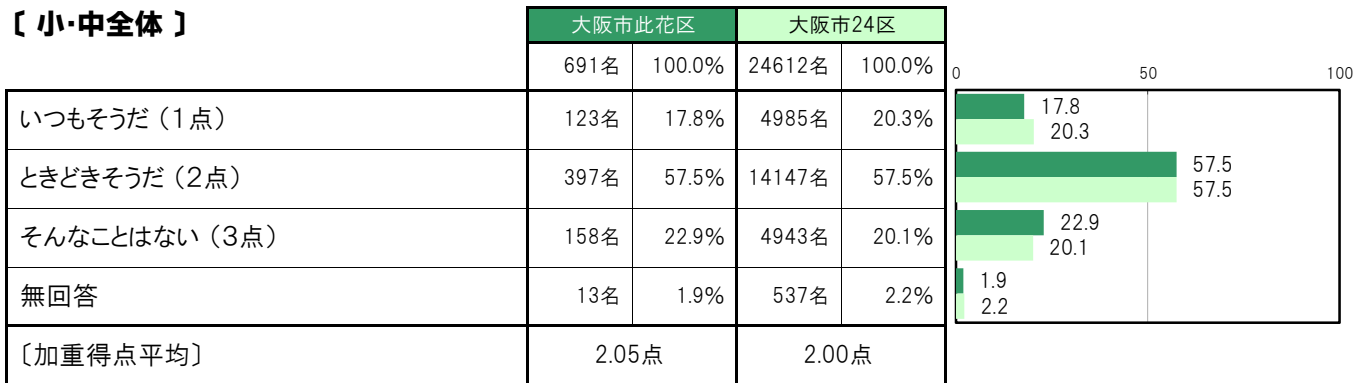 〔 小・中全体 〕
大阪市此花区 大阪市24区
691名 100.0% 24612名 100.0%
0 50 100
いつもそうだ（１点） 123名 17.8% 4985名 20.3%
17.8
20.3
ときどきそうだ（２点） 397名 57.5% 14147名 57.5%
57.5
57.5
そんなことはない（３点） 158名 22.9% 4943名 20.1%
22.9
20.1
無回答 13名 1.9% 537名 2.2%
1.9
2.2
〔加重得点平均〕 2.05点 2.00点